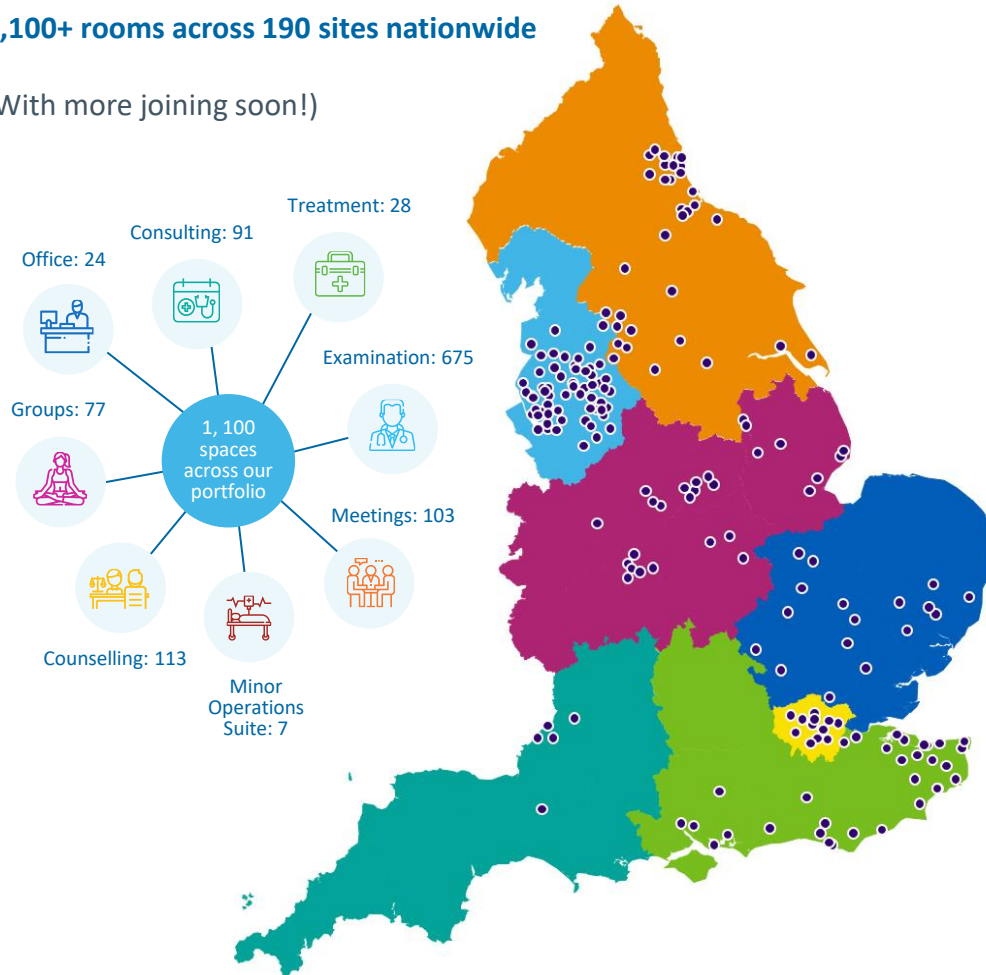 ,100+ rooms across 190 sites nationwide
With more joining soon!)
Treatment: 28
Consulting: 91
Office: 24
Examination: 675
Groups: 77
1, 100
spaces
across our
portfolio
Meetings: 103
Counselling: 113
Minor
Operations
Suite: 7